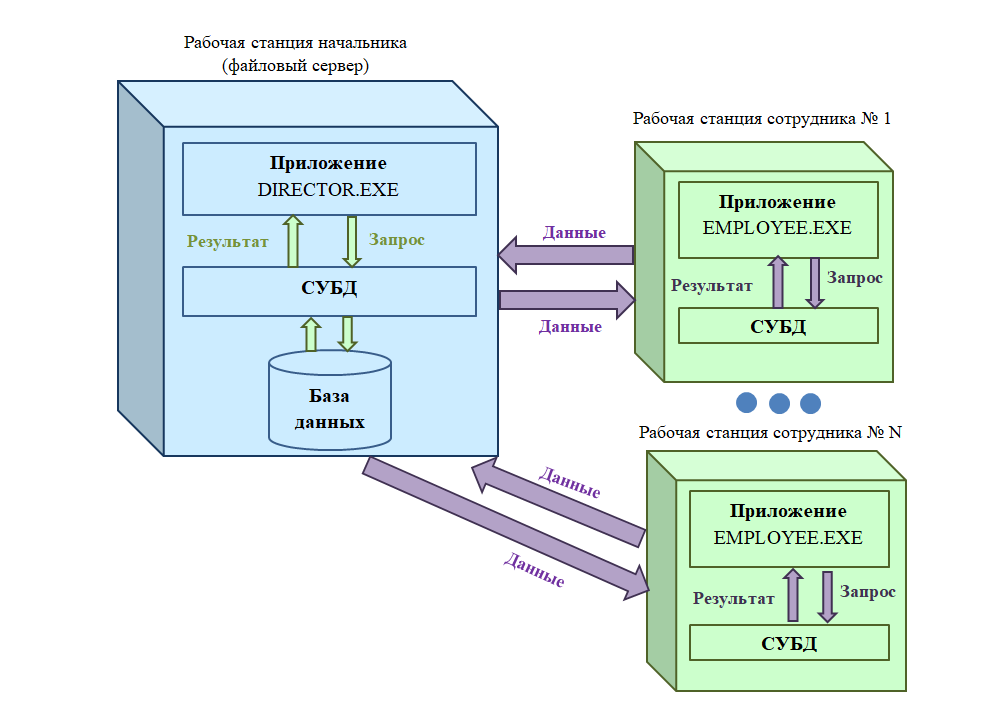 Рабочая станция начальника
(файловый сервер)
Приложение
DIRECTOR.EXE
Результат
Запрос
СУБД
База
данных
Данные
Данные
Рабочая станция сотрудника № 1
Приложение
EMPLOYEE.EXE
Результат
Запрос
СУБД
Данные
Данные
Рабочая станция сотрудника № N
Приложение
EMPLOYEE.EXE
Результат
Запрос
СУБД